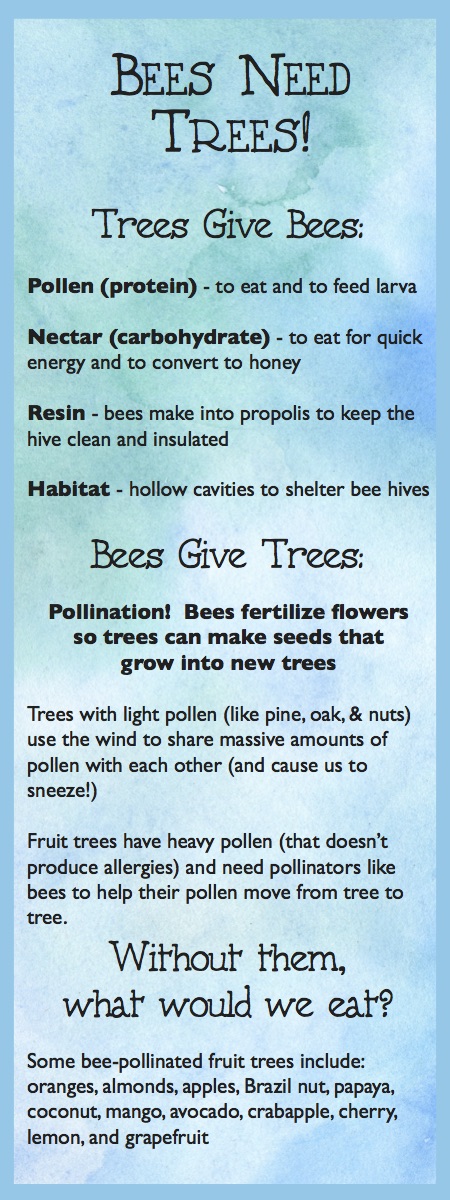 Bees Need
Trees!
Trees Give Bees:
Pollen (protein) - to eat and to feed larva
Nectar (carbohydrate) - to eat for quick
energy and to convert to honey
Resin - bees make into propolis to keep the
hive clean and insulated
Habitat - hollow cavities to shelter bee hives
Bees Give Trees:
Pollination!  Bees fertilize flowers
so trees can make seeds that
grow into new trees
Trees with light pollen (like pine, oak, & nuts)
use the wind to share massive amounts of
pollen with each other (and cause us to
sneeze!)
Fruit trees have heavy pollen (that doesn't
produce allergies) and need pollinators like
bees to help their pollen move from tree to
tree.
Without them,
what would we eat?
Some bee-pollinated fruit trees include:
oranges, almonds, apples, Brazil nut, papaya,
coconut, mango, avocado, crabapple, cherry,
lemon, and grapefruit